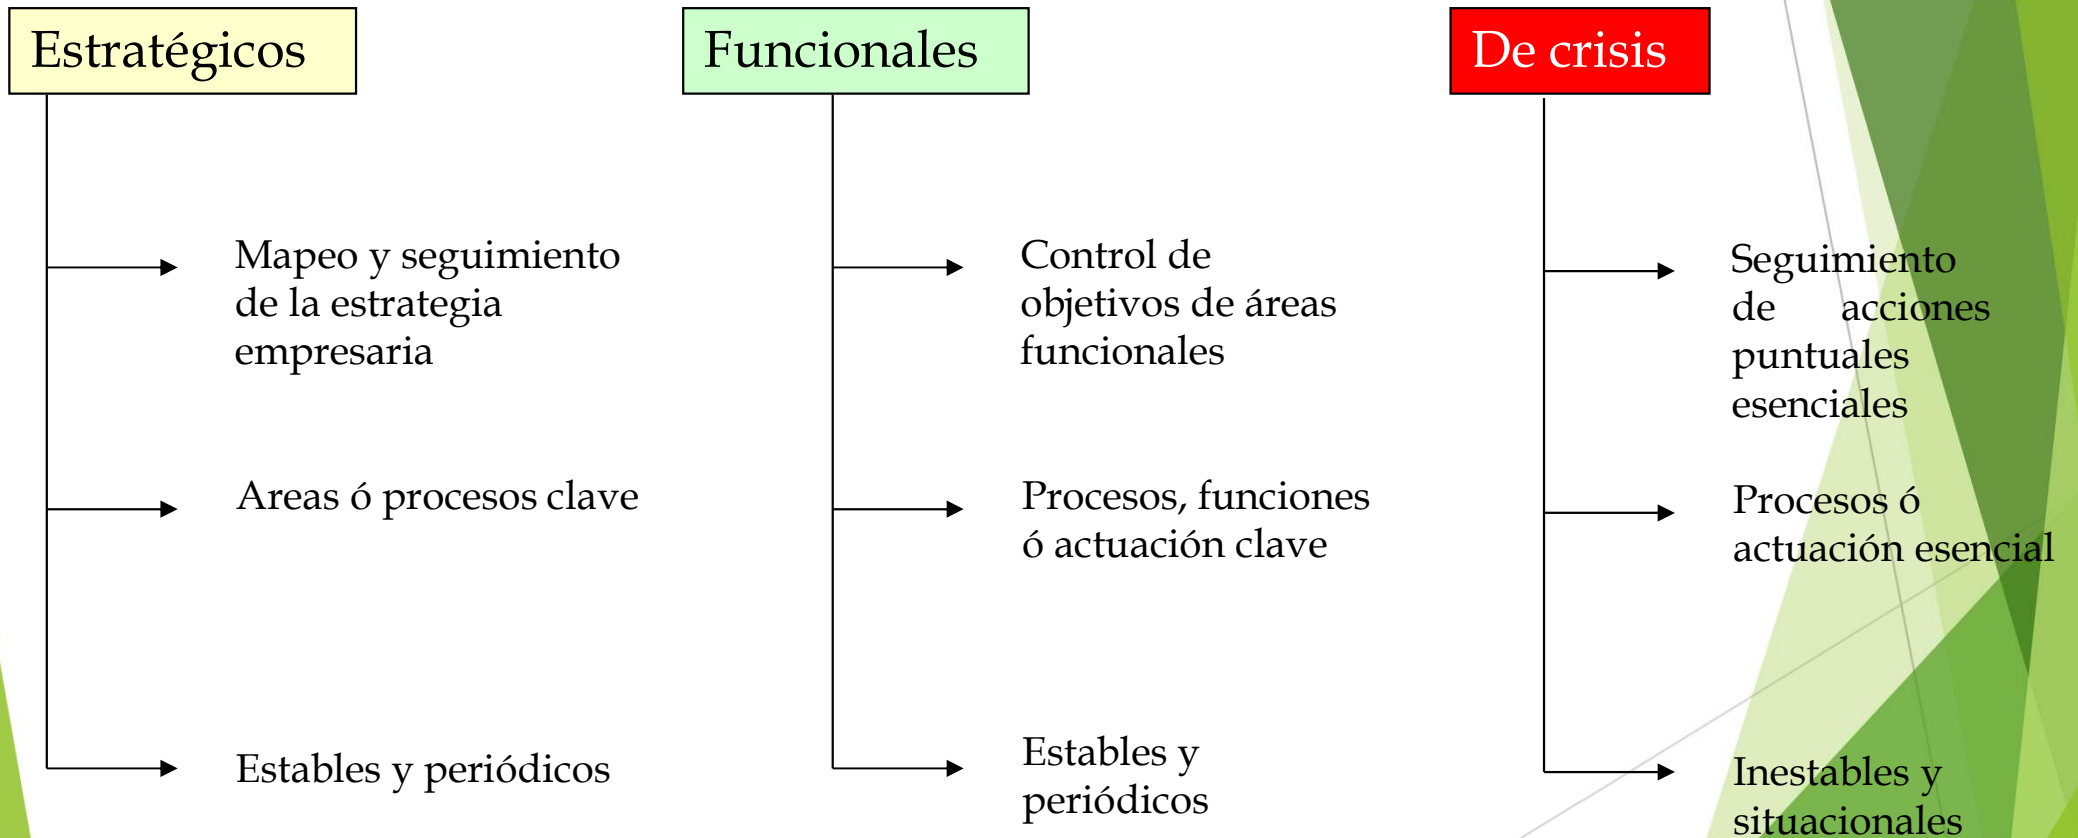 Estratégicos
Mapeo y seguimiento
de la estrategia
empresaria
Areas ó procesos clave
Estables y periódicos
Funcionales
Control de
objetivos de áreas
funcionales
Procesos, funciones
ó actuación clave
Estables y
periódicos
De crisis
Seguimiento
de acciones
puntuales
esenciales
Procesos ó
actuación esencial
Inestables y
situacionales